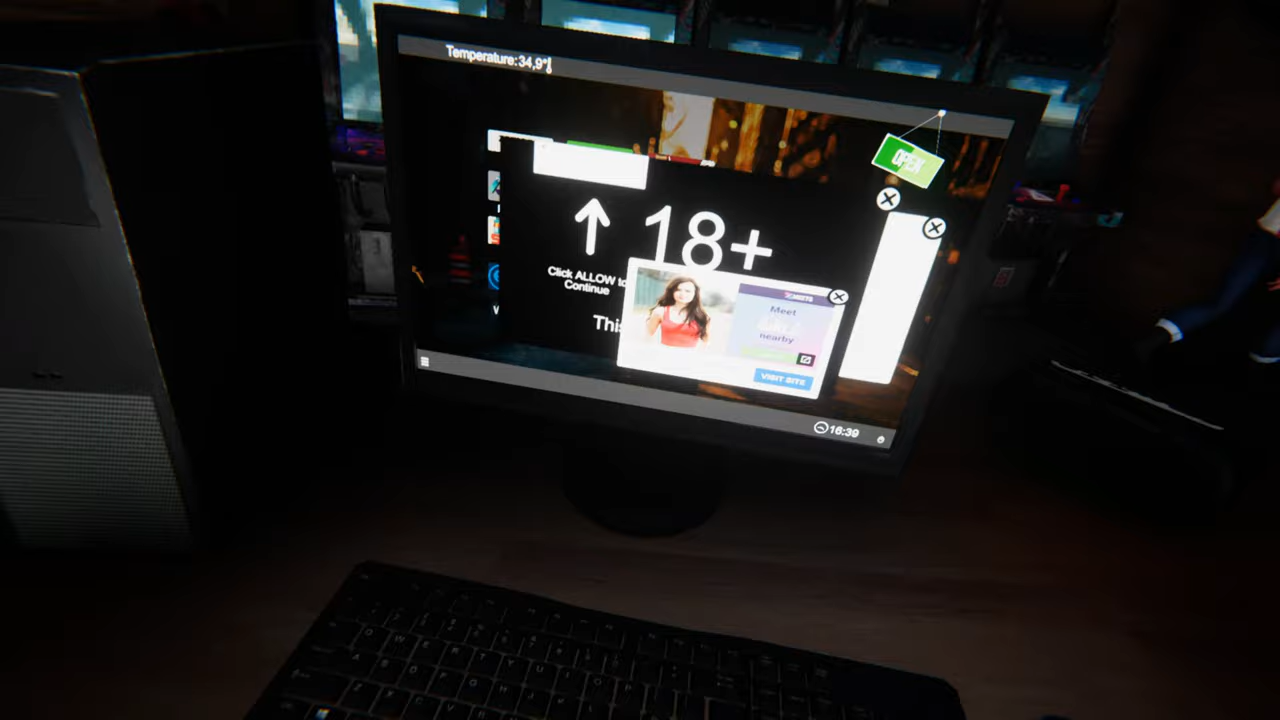 Temperature:34,9°
OPEN
18+
Click ALLOW to
Continue
This
Meet
nearby
VISIT SITE
16:39